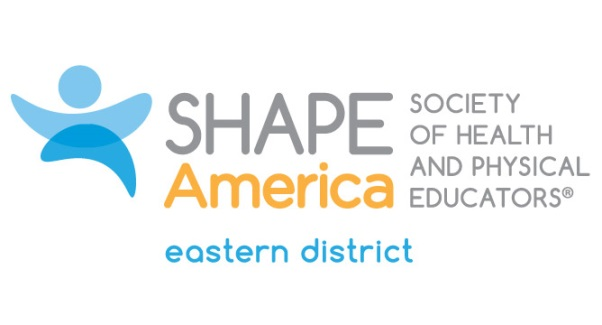 SHAPE
America
SOCIETY
OF HEALTH
AND PHYSICAL
EDUCATORS®
eastern district